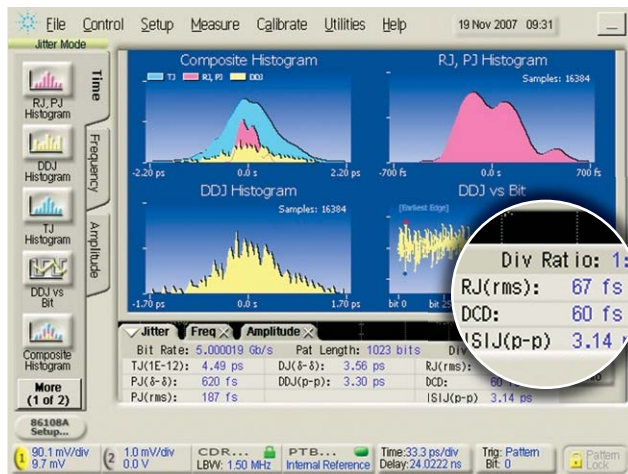 File Control Setup Measure Calibrate Utilities Help 19 Nov 2007 09:31
Jitter Mode
RJ, PJ
Histogram
DDJ
Histogram
TJ
Histogram
DDJ vs
Bit
Composite
Histogram
More
(1 of 2)
86108A
Setup...
Time
Frequency
Amplitude
Composite Histogram
TJ RJ, PJ DDJ
-2.20 ps 0.0 s 2.20 ps
RJ, PJ Histogram
Samples: 16384
-700 fs 0.0 s 700 fs
DDJ Histogram
Samples: 16384
-1.70 ps 0.0 s 1.70 ps
DDJ vs Bit
[Earliest Edge]
bit 0
Div Ratio: 1:
RJ(rms): 67 fs
DCD: 60 fs
ISIJ(p-p) 3.14
Jitter Freq Amplitude
Bit Rate: 5.000019 Gb/s Pat Length: 1023 bits Div
TJ(1E-12): 4.49 ps DJ(δ-δ): 3.56 ps RJ(rms):
PJ(δ-δ): 620 fs DDJ(p-p): 3.30 ps DCD: 60
PJ(rms): 187 fs ISIJ(p-p) 3.14 ps
1 90.1 mV/div
9.7 mV
2 1.0 mV/div
0.0 V
CDR...
LBW: 1.50 MHz
PTB...
Internal Reference
Time:33.3 ps/div
Delay:24.0222 ns
Trig: Pattern
Bit: 0
Pattern
Lock